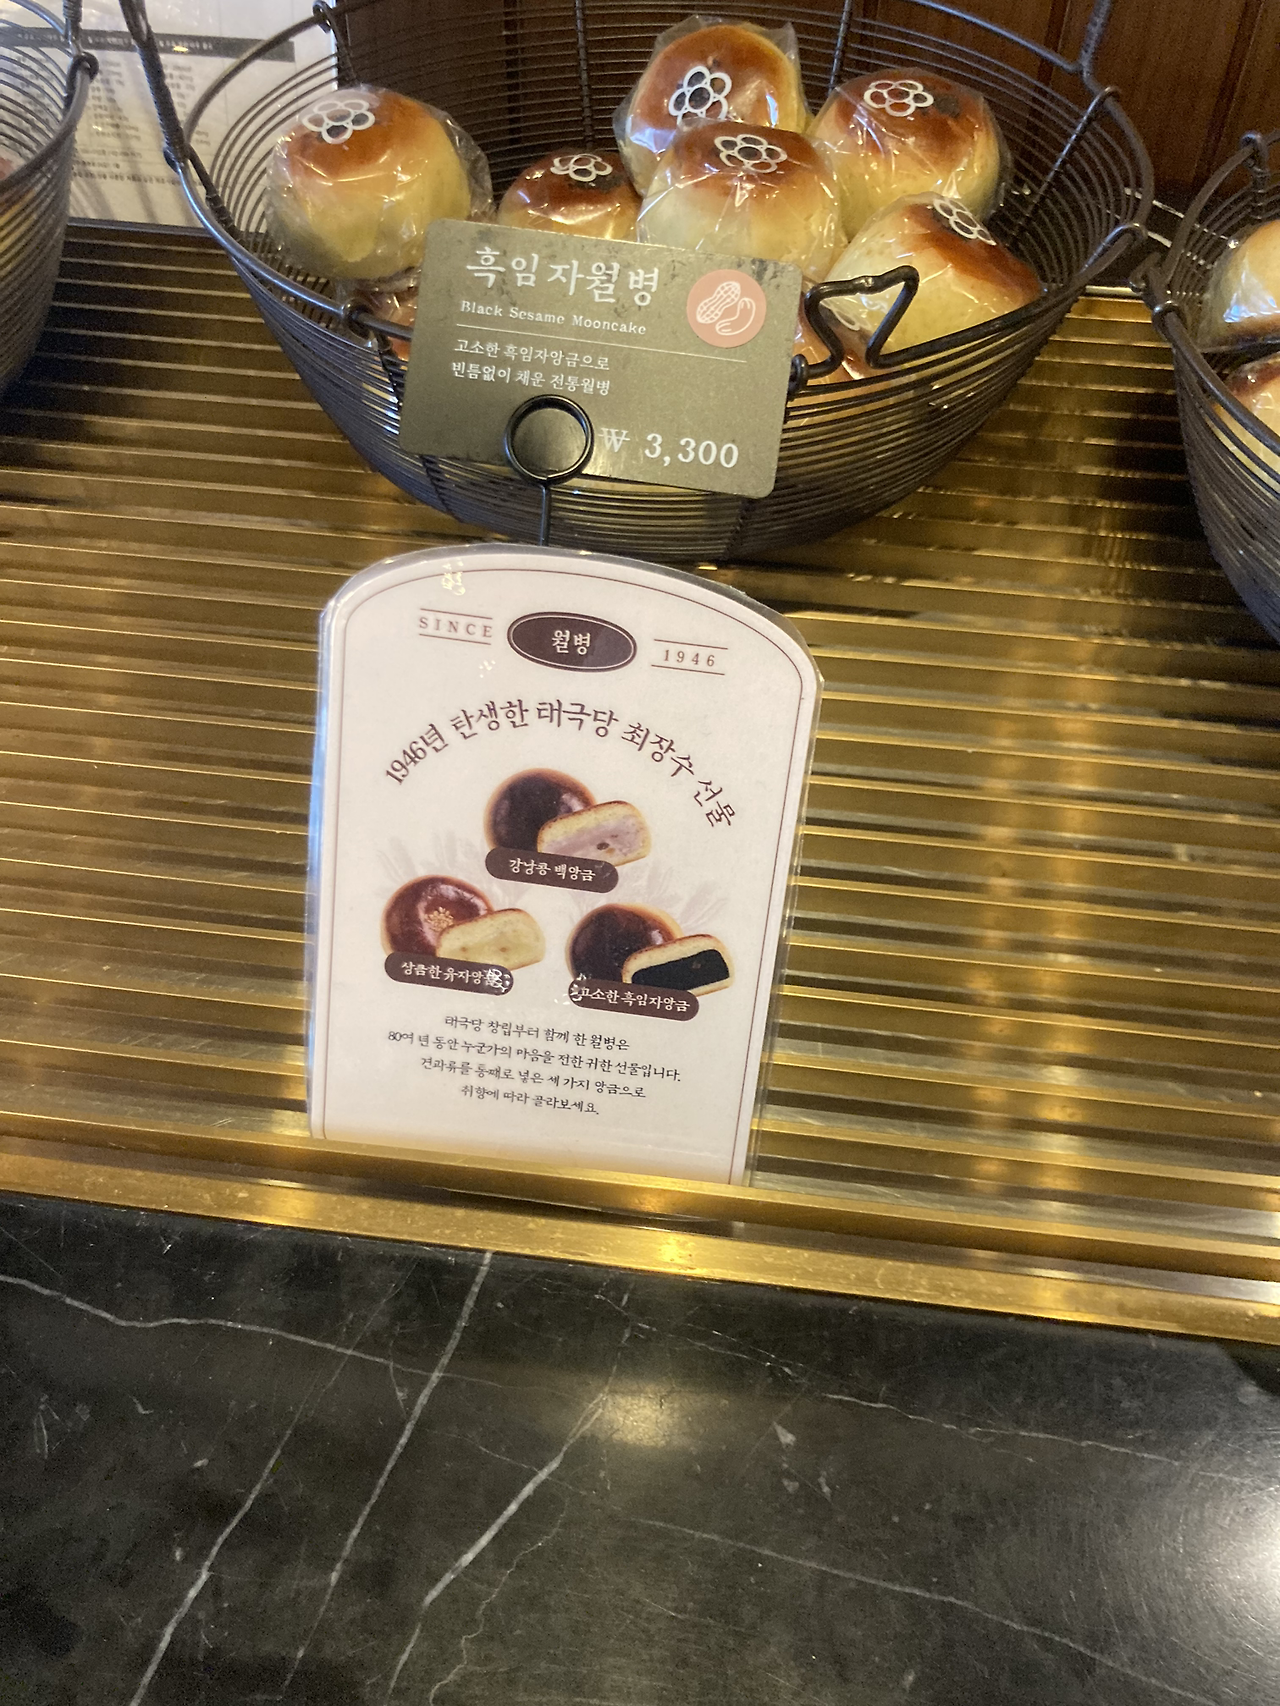 흑임자월병
Black Sesame Mooncake
고소한 흑임자앙금으로
빈틈없이 채운 전통월병
₩ 3,300
SINCE
월병
1946
1946년 탄생한 태극당 최장수 선물
강낭콩 백앙금
상큼한 유자앙금
고소한 흑임자앙금
태극당 창립부터 함께 한 월병은
80여 년 동안 누군가의 마음을 전한 귀한 선물입니다.
견과류를 통째로 넣은 세 가지 앙금으로
취향에 따라 골라보세요.